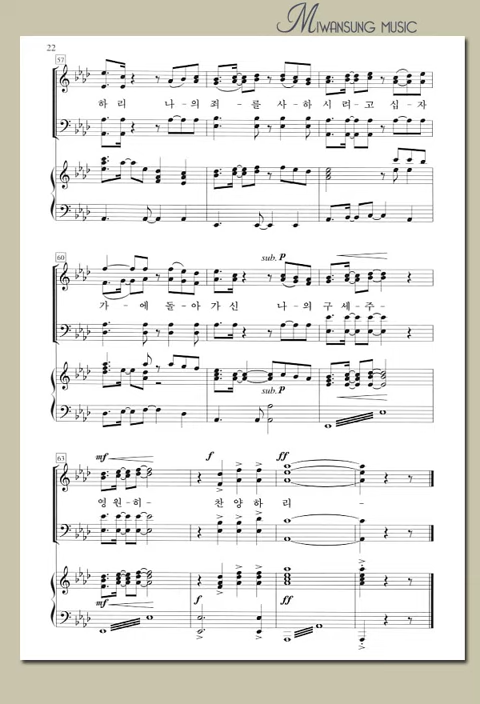 MIWANSUNG MUSIC
22
57
하리 나-의죄-를사-하시려-고십-자
60
sub. p
가-에돌아가신 나-의구세주-
sub. p
63
mf f ff
영원히- 찬양하리-
mf f ff